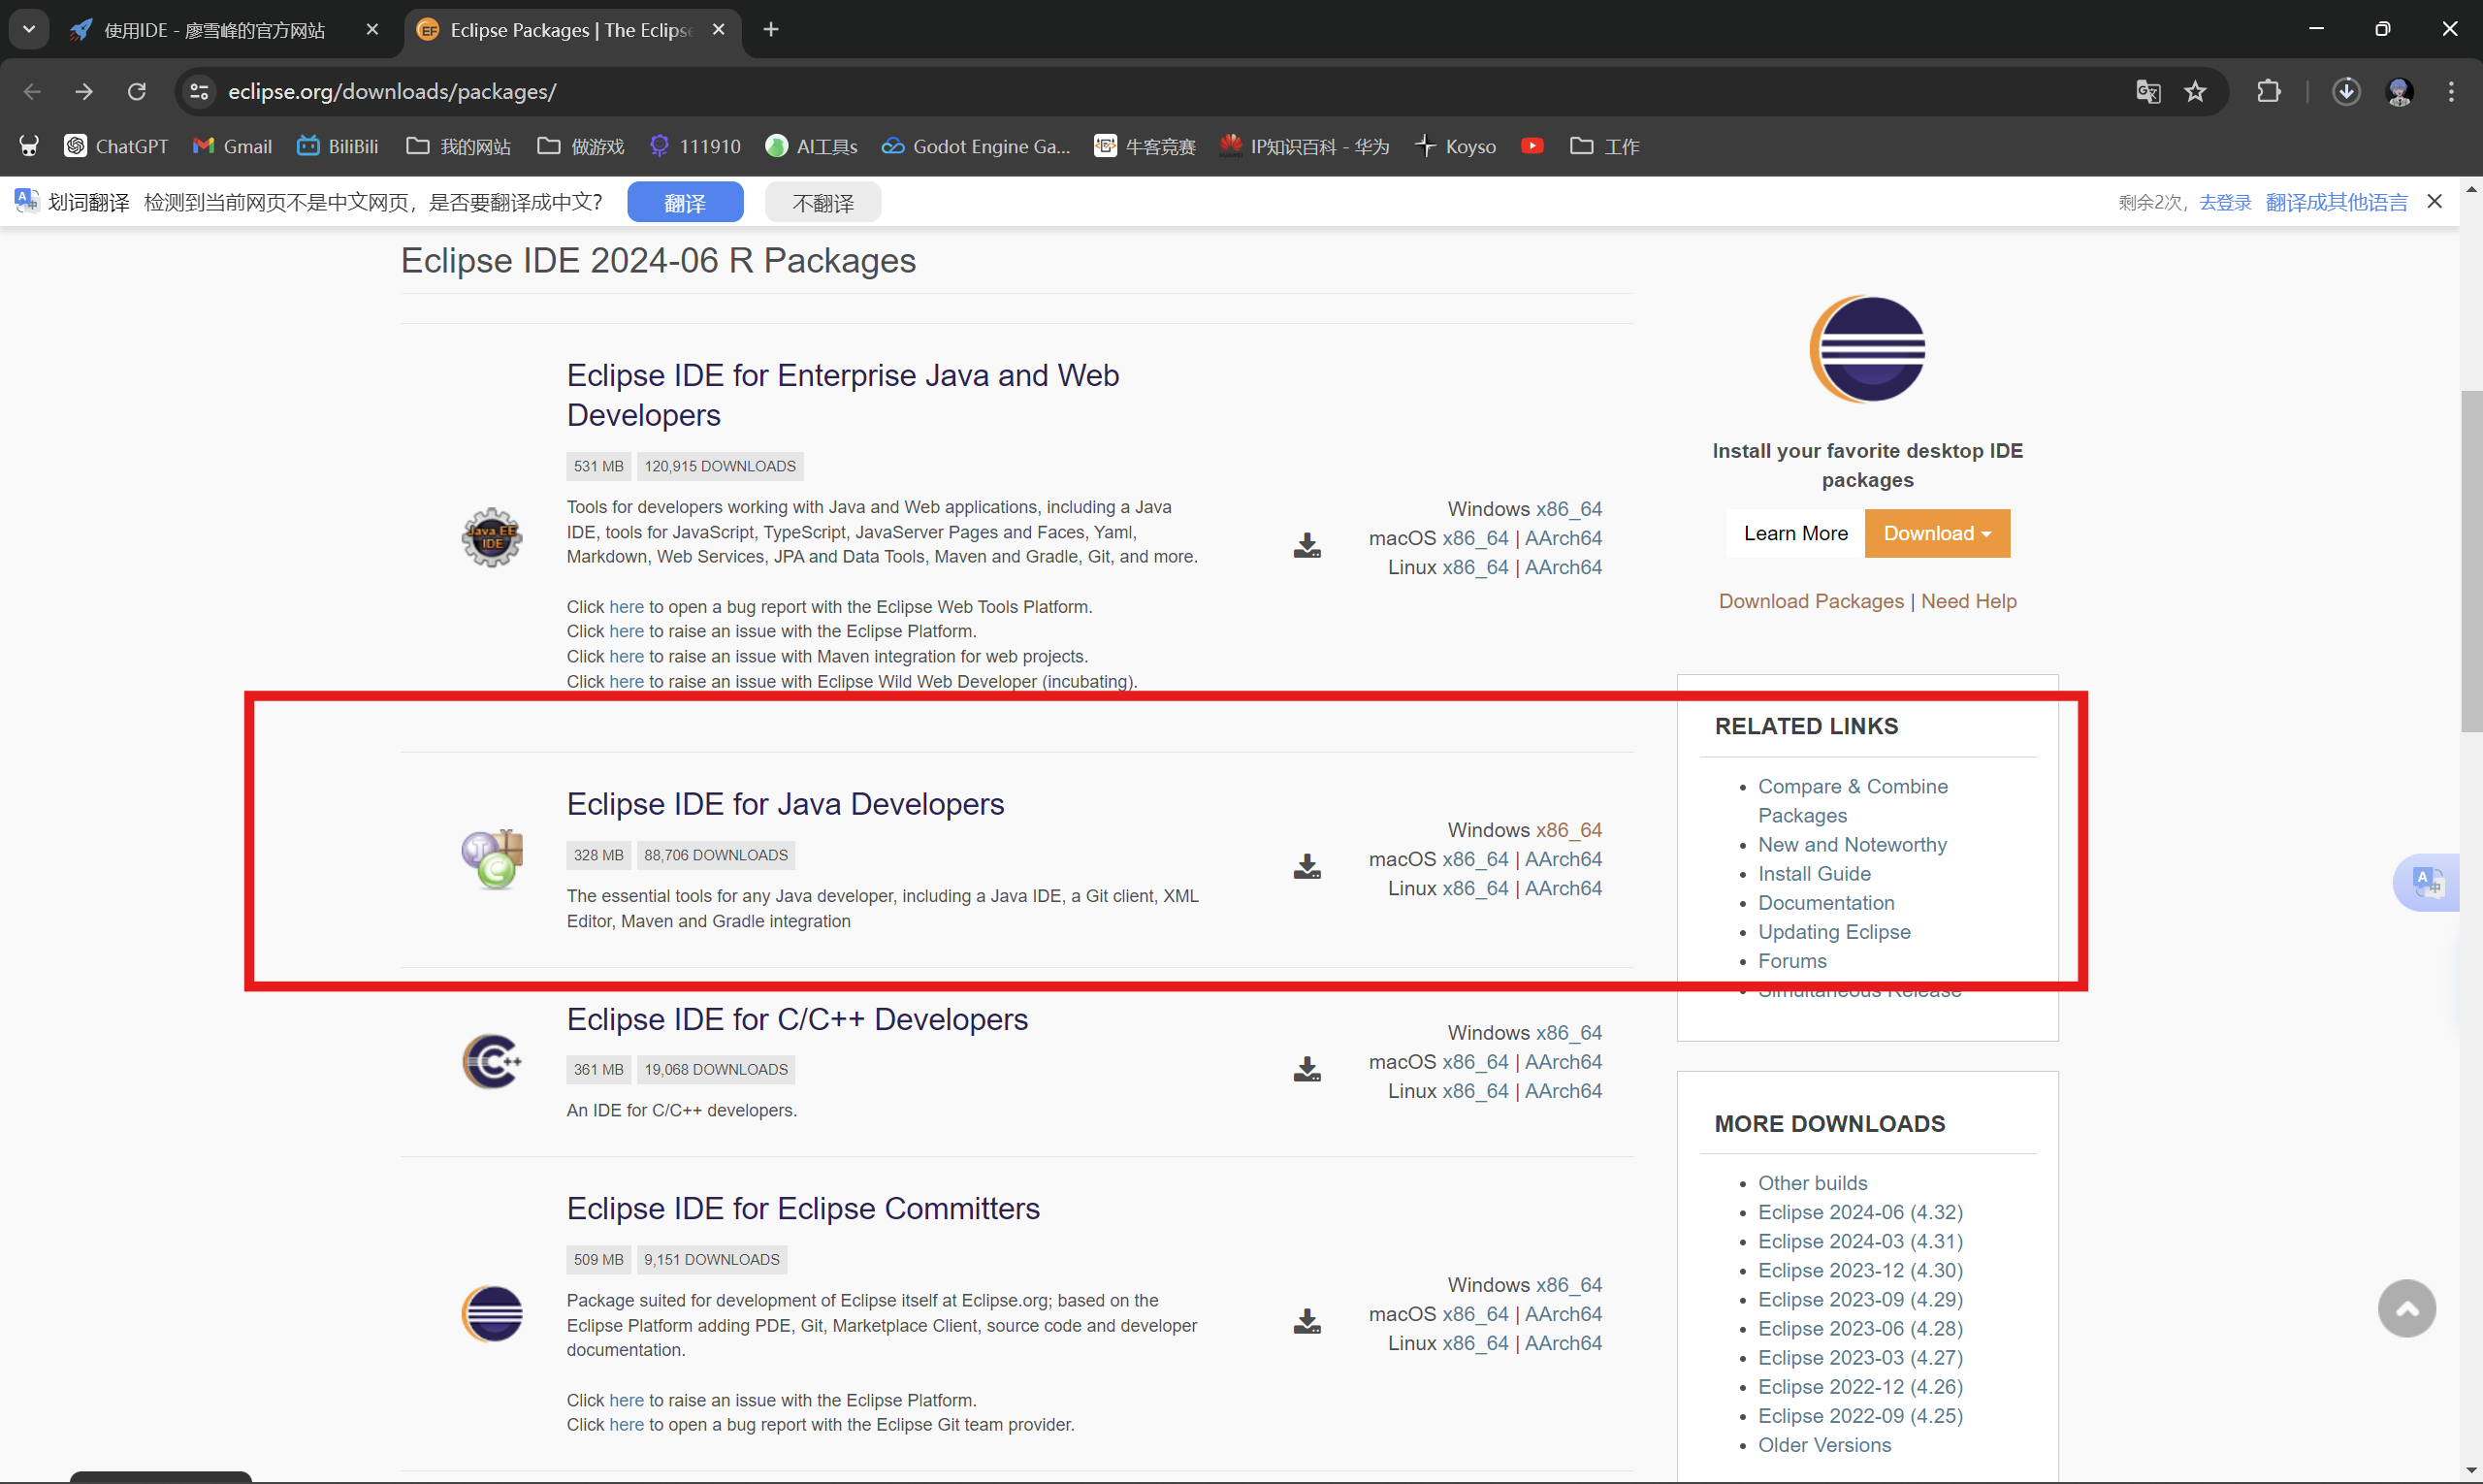 使用IDE - 廖雪峰的官方网站
Eclipse Packages | The Eclipse
eclipse.org/downloads/packages/
ChatGPT
Gmail
BiliBili
我的网站
做游戏
111910
AI工具s
Godot Engine Ga...
牛客竞赛
IP知识百科 - 华为
Koyso
工作
划词翻译 检测到当前网页不是中文网页，是否要翻译成中文？ 翻译 不翻译
剩余2次，去登录 翻译成其他语言
Eclipse IDE 2024-06 R Packages
Eclipse IDE for Enterprise Java and Web
Developers
531 MB 120,915 DOWNLOADS
Java EE
IDE
Tools for developers working with Java and Web applications, including a Java
IDE, tools for JavaScript, TypeScript, JavaServer Pages and Faces, Yaml,
Markdown, Web Services, JPA and Data Tools, Maven and Gradle, Git, and more.
Click here to open a bug report with the Eclipse Web Tools Platform.
Click here to raise an issue with the Eclipse Platform.
Click here to raise an issue with Maven integration for web projects.
Click here to raise an issue with Eclipse Wild Web Developer (incubating).
Windows x86_64
macOS x86_64 | AArch64
Linux x86_64 | AArch64
Eclipse IDE for Java Developers
328 MB 88,706 DOWNLOADS
The essential tools for any Java developer, including a Java IDE, a Git client, XML
Editor, Maven and Gradle integration
Windows x86_64
macOS x86_64 | AArch64
Linux x86_64 | AArch64
Eclipse IDE for C/C++ Developers
361 MB 19,068 DOWNLOADS
An IDE for C/C++ developers.
Windows x86_64
macOS x86_64 | AArch64
Linux x86_64 | AArch64
Eclipse IDE for Eclipse Committers
509 MB 9,151 DOWNLOADS
Package suited for development of Eclipse itself at Eclipse.org; based on the
Eclipse Platform adding PDE, Git, Marketplace Client, source code and developer
documentation.
Click here to raise an issue with the Eclipse Platform.
Click here to open a bug report with the Eclipse Git team provider.
Windows x86_64
macOS x86_64 | AArch64
Linux x86_64 | AArch64
Install your favorite desktop IDE
packages
Learn More Download
Download Packages | Need Help
RELATED LINKS
Compare & Combine
Packages
New and Noteworthy
Install Guide
Documentation
Updating Eclipse
Forums
Simultaneous Release
MORE DOWNLOADS
Other builds
Eclipse 2024-06 (4.32)
Eclipse 2024-03 (4.31)
Eclipse 2023-12 (4.30)
Eclipse 2023-09 (4.29)
Eclipse 2023-06 (4.28)
Eclipse 2023-03 (4.27)
Eclipse 2022-12 (4.26)
Eclipse 2022-09 (4.25)
Older Versions